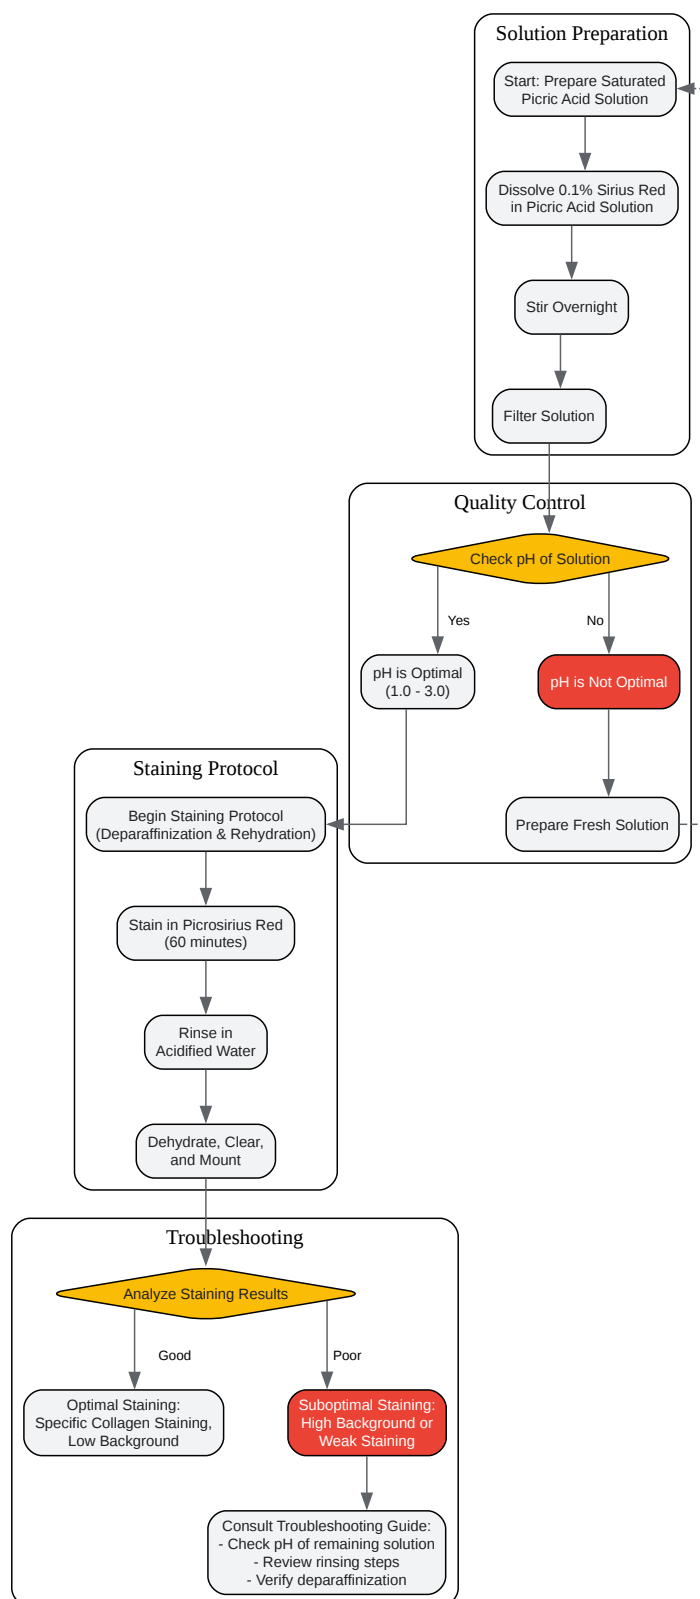 Solution Preparation
Start: Prepare Saturated
Picric Acid Solution
Dissolve 0.1% Sirius Red
in Picric Acid Solution
Stir Overnight
Filter Solution
Quality Control
Check pH of Solution
Yes
No
pH is Optimal
(1.0 - 3.0)
pH is Not Optimal
Prepare Fresh Solution
Staining Protocol
Begin Staining Protocol
(Deparaffinization & Rehydration)
Stain in Picrosirius Red
(60 minutes)
Rinse in
Acidified Water
Dehydrate, Clear,
and Mount
Troubleshooting
Analyze Staining Results
Good
Poor
Optimal Staining:
Specific Collagen Staining,
Low Background
Suboptimal Staining:
High Background or
Weak Staining
Consult Troubleshooting Guide:
- Check pH of remaining solution
- Review rinsing steps
- Verify deparaffinization